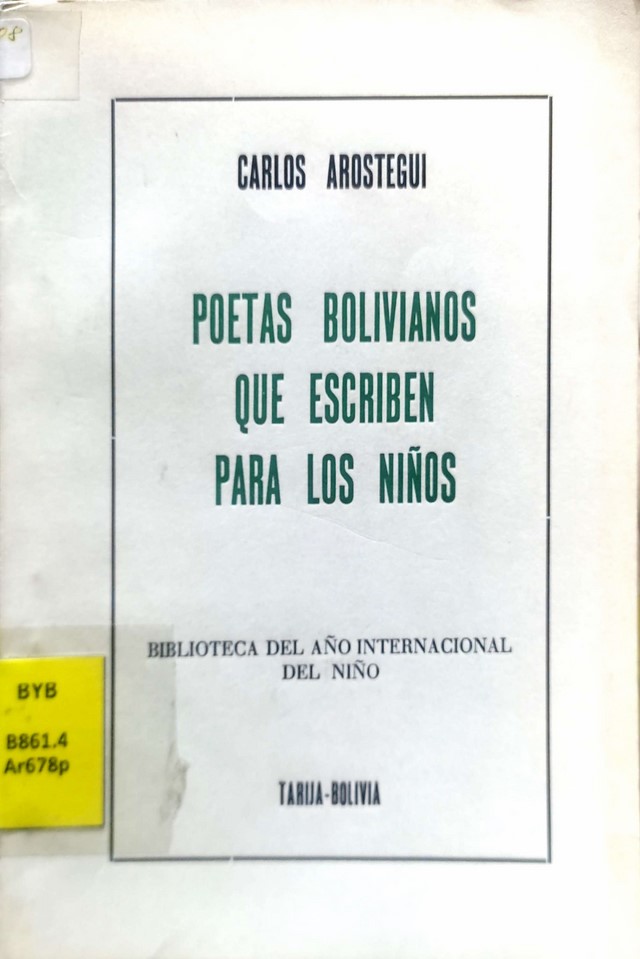 CARLOS AROSTEGUI
POETAS BOLIVIANOS
QUE ESCRIBEN
PARA LOS NIÑOS
BIBLIOTECA DEL AÑO INTERNACIONAL
DEL NIÑO
TARIJA-BOLIVIA
BYB
B861.4
Ar678p